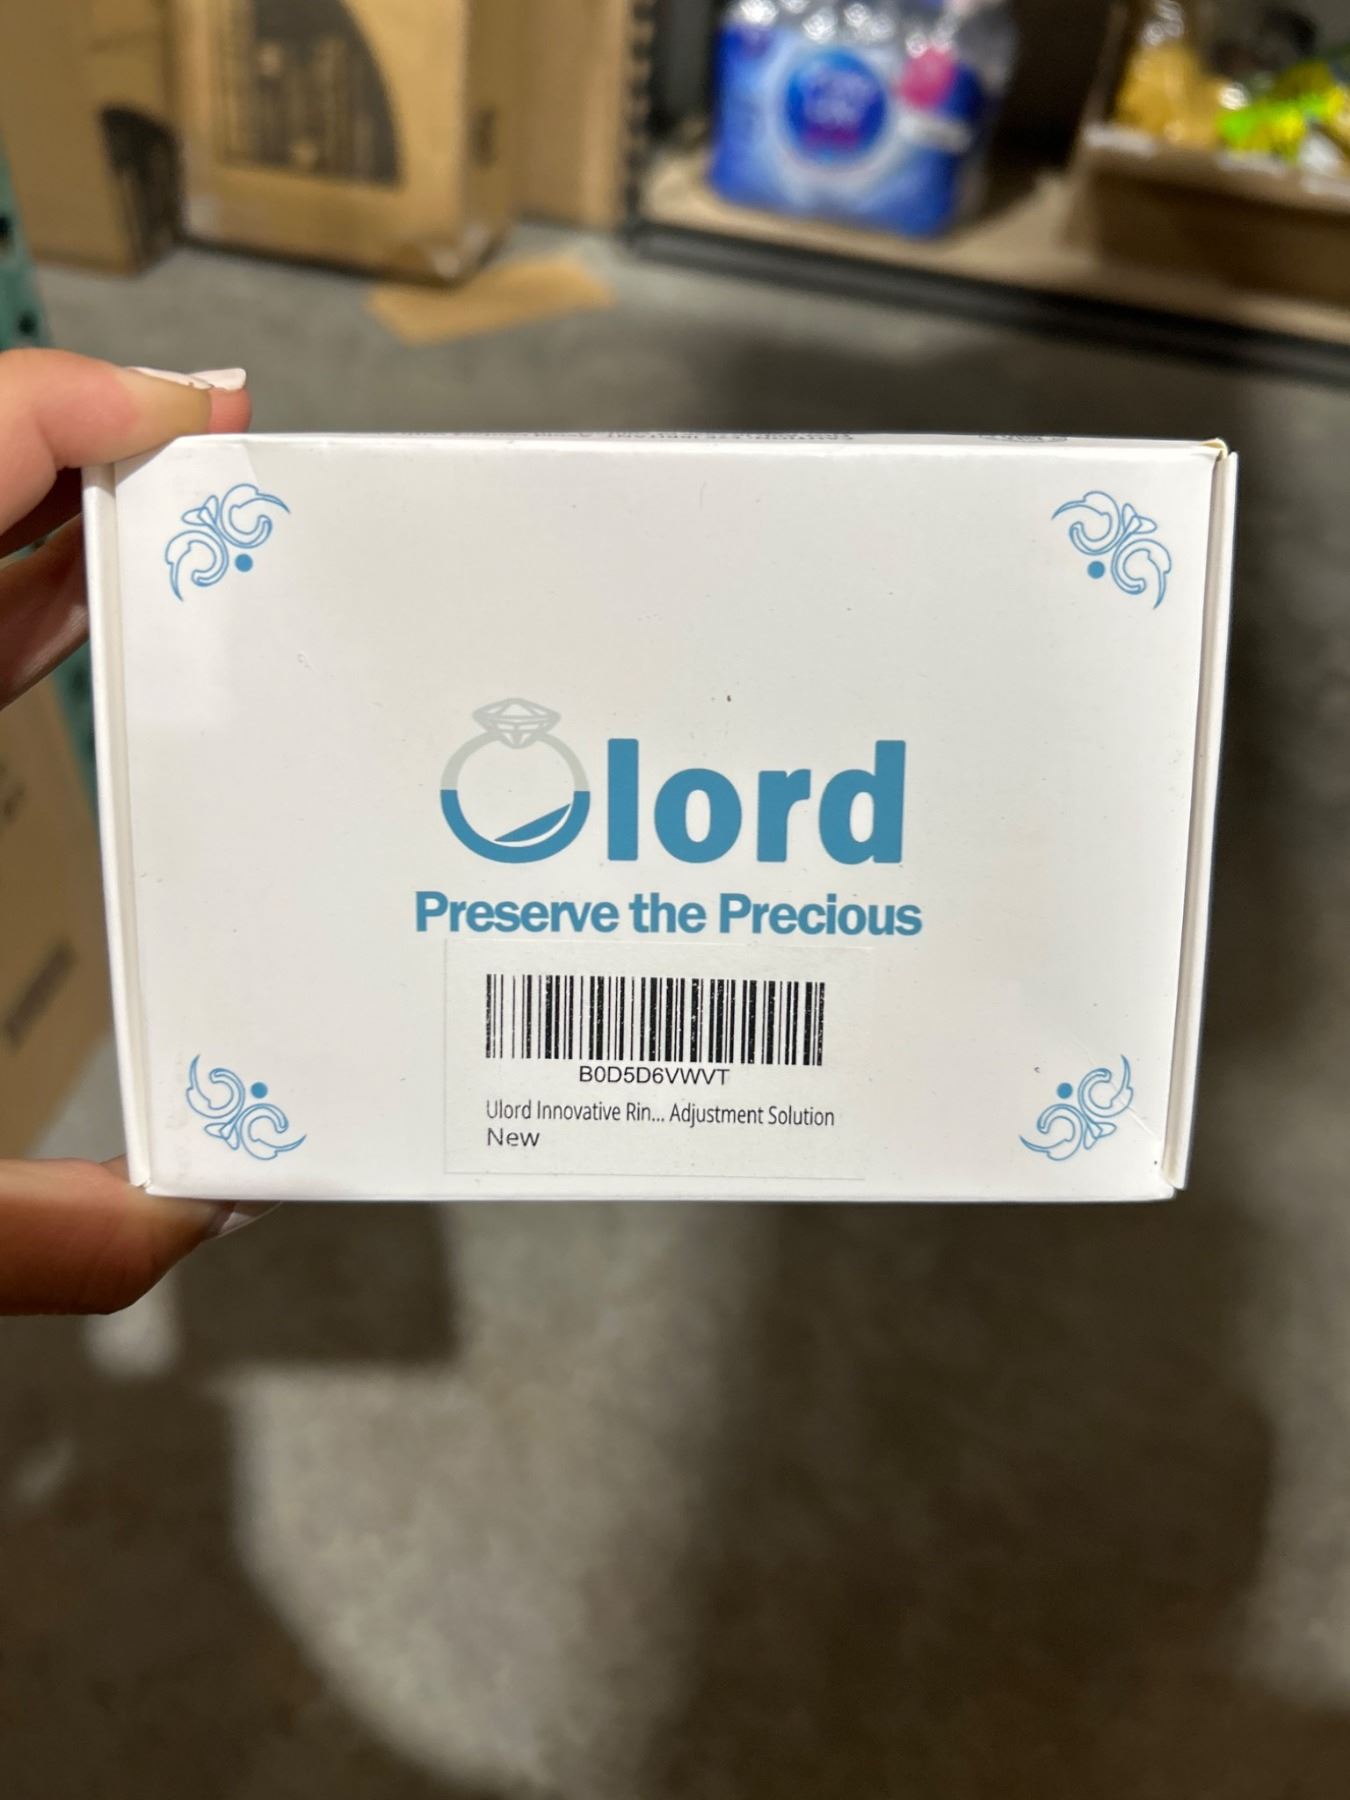 Ulord
Preserve the Precious
B0D5D6VWVT
Ulord Innovative Rin... Adjustment Solution
New